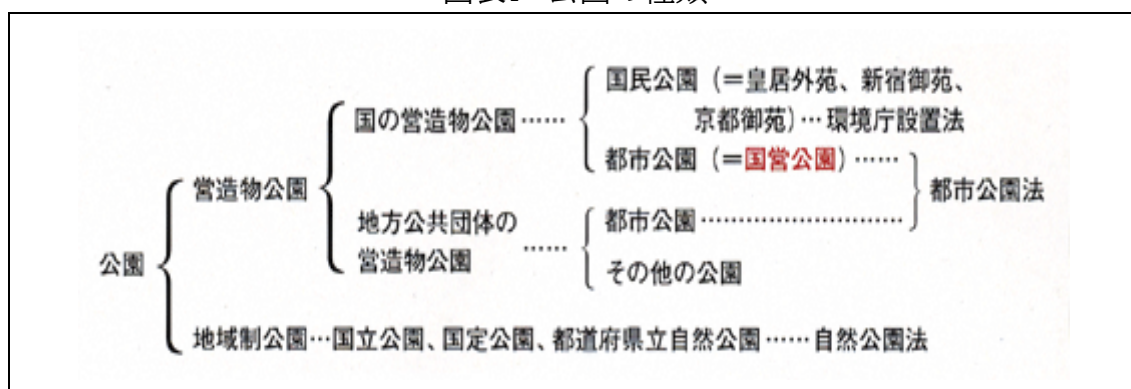 国民公園（＝皇居外苑、新宿御苑、
京都御苑）…環境庁設置法
国の営造物公園……
都市公園（＝国営公園）……
営造物公園
都市公園法
地方公共団体の
営造物公園
……
都市公園…………………………
その他の公園
公園
地域制公園…国立公園、国定公園、都道府県立自然公園……自然公園法